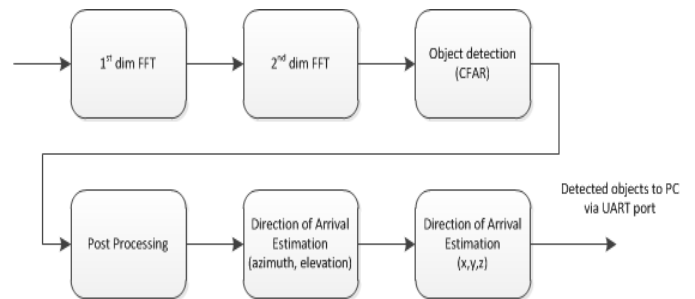 1st dim FFT
2nd dim FFT
Object detection
(CFAR)
Post Processing
Direction of Arrival
Estimation
(azimuth, elevation)
Direction of Arrival
Estimation
(x,y,z)
Detected objects to PC
via UART port